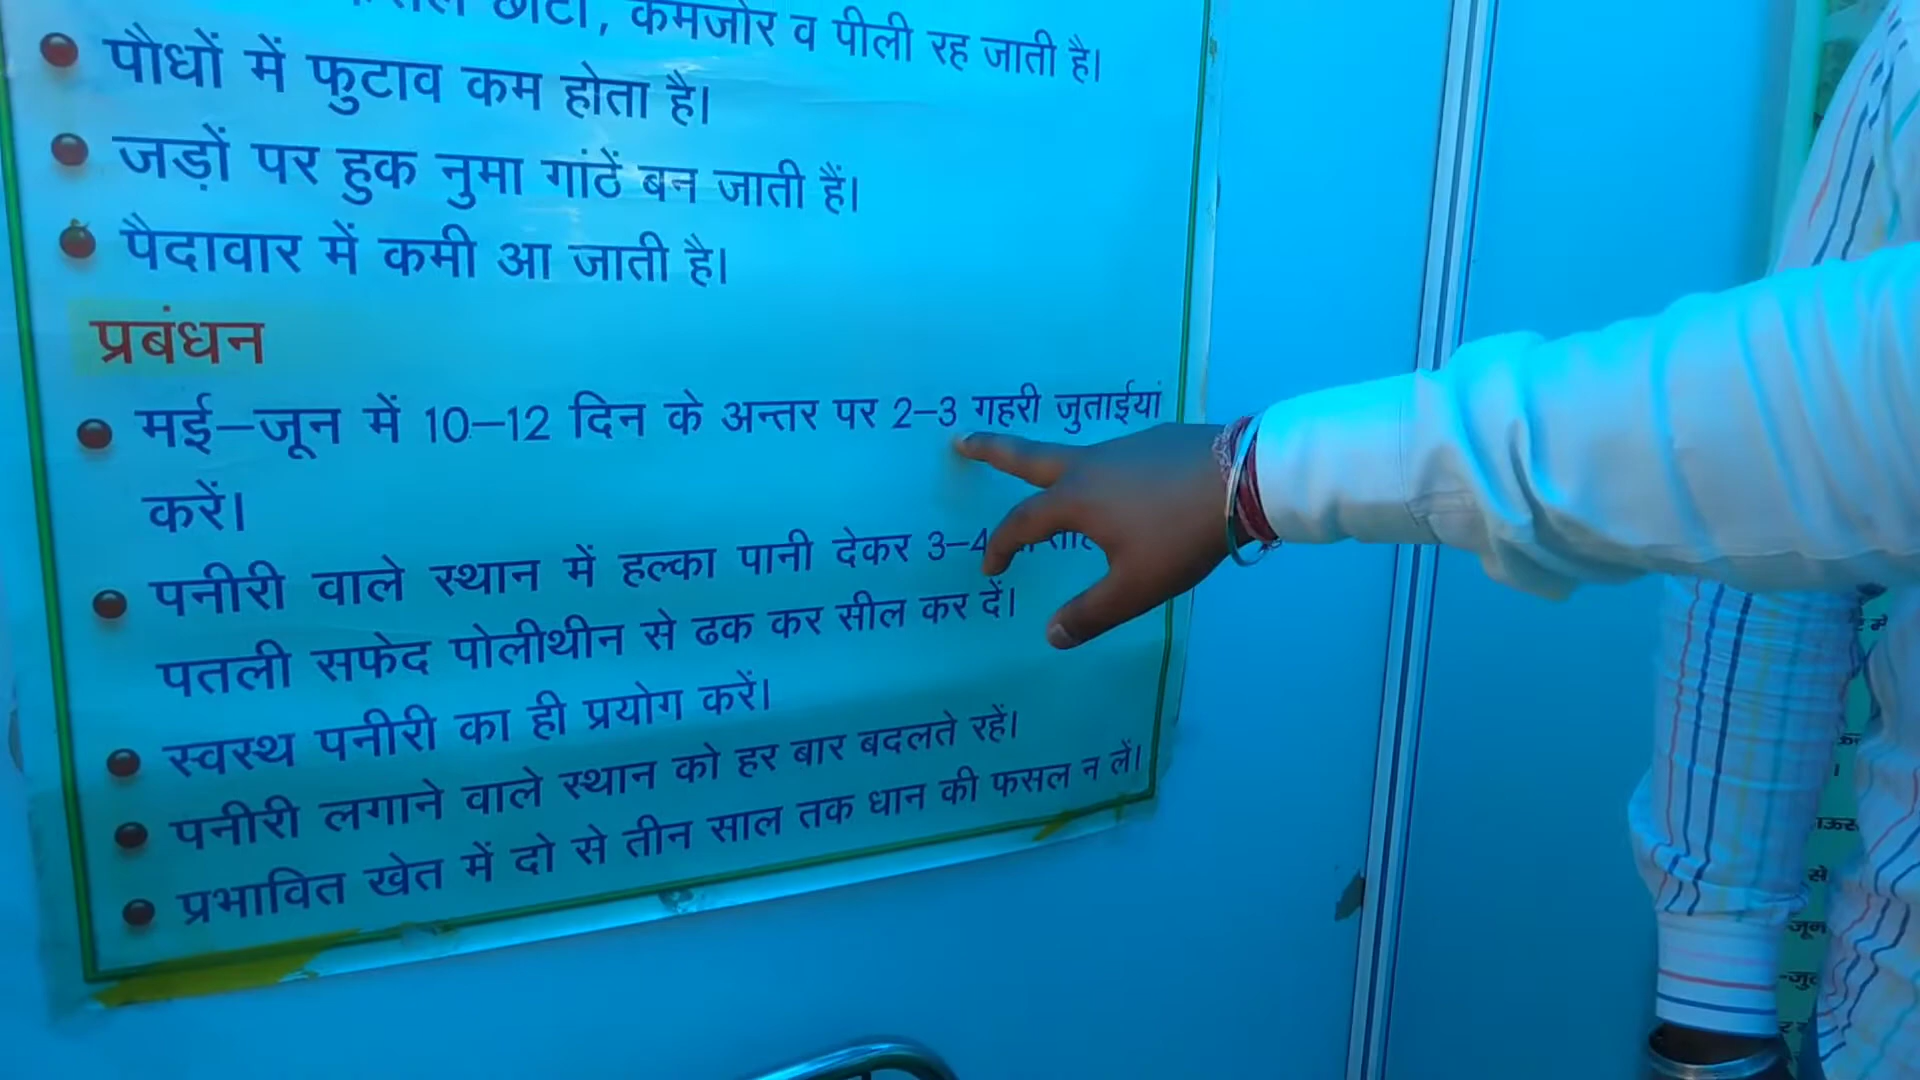 छोटी, कमजोर व पीली रह जाती है।
पौधों में फुटाव कम होता है।
जड़ों पर हुक नुमा गांठें बन जाती हैं।
पैदावार में कमी आ जाती है।
प्रबंधन
मई–जून में 10–12 दिन के अन्तर पर 2–3 गहरी जुताईयां
करें।
पनीरी वाले स्थान में हल्का पानी देकर 3–4
पतली सफेद पोलीथीन से ढक कर सील कर दें।
स्वस्थ पनीरी का ही प्रयोग करें।
पनीरी लगाने वाले स्थान को हर बार बदलते रहें।
प्रभावित खेत में दो से तीन साल तक धान की फसल न लें।